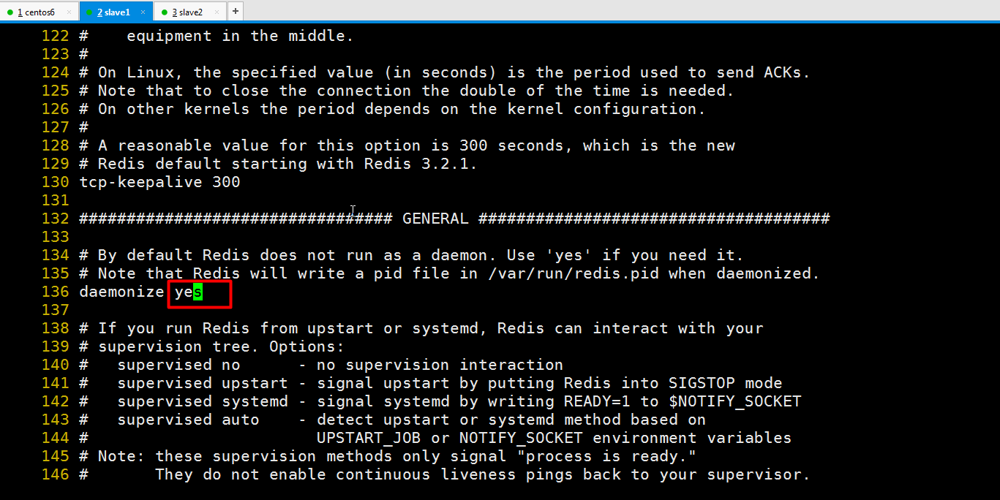 1 centos6 × 2 slave1 × 3 slave2 × +
122 #    equipment in the middle.
123 #
124 # On Linux, the specified value (in seconds) is the period used to send ACKs.
125 # Note that to close the connection the double of the time is needed.
126 # On other kernels the period depends on the kernel configuration.
127 #
128 # A reasonable value for this option is 300 seconds, which is the new
129 # Redis default starting with Redis 3.2.1.
130 tcp-keepalive 300
131
132 ################################# GENERAL #####################################
133
134 # By default Redis does not run as a daemon. Use 'yes' if you need it.
135 # Note that Redis will write a pid file in /var/run/redis.pid when daemonized.
136 daemonize yes
137
138 # If you run Redis from upstart or systemd, Redis can interact with your
139 # supervision tree. Options:
140 #   supervised no      - no supervision interaction
141 #   supervised upstart - signal upstart by putting Redis into SIGSTOP mode
142 #   supervised systemd - signal systemd by writing READY=1 to $NOTIFY_SOCKET
143 #   supervised auto    - detect upstart or systemd method based on
144 #                        UPSTART_JOB or NOTIFY_SOCKET environment variables
145 # Note: these supervision methods only signal "process is ready."
146 #       They do not enable continuous liveness pings back to your supervisor.